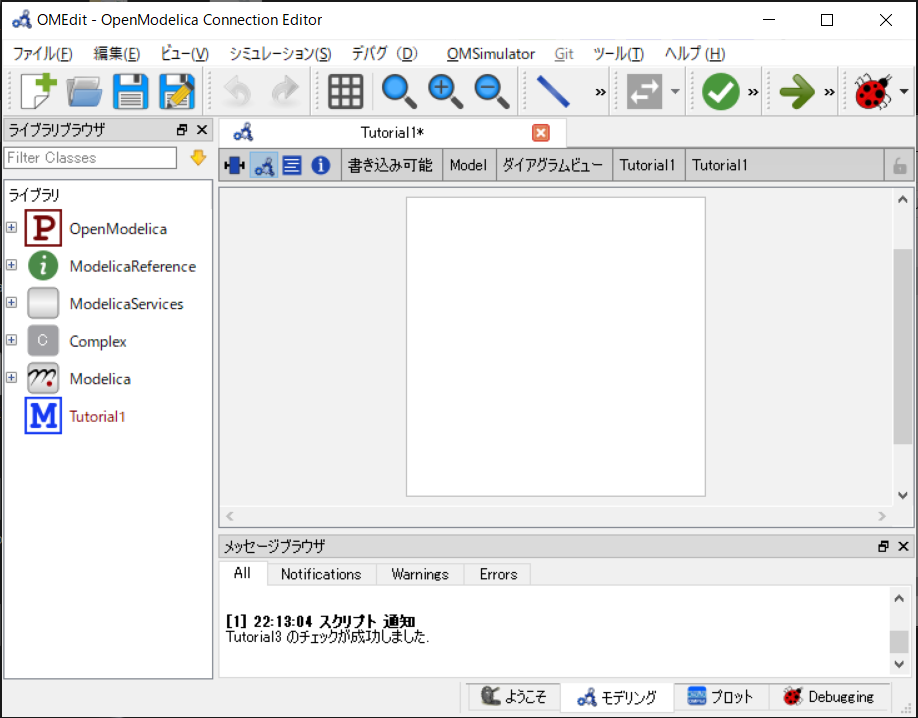 OMEdit - OpenModelica Connection Editor
ファイル(F) 編集(E) ビュー(V) シミュレーション(S) デバグ (D) OMSimulator Git ツール(T) ヘルプ (H)
ライブラリブラウザ
Filter Classes
ライブラリ
P OpenModelica
i ModelicaReference
ModelicaServices
C Complex
m Modelica
M Tutorial1
Tutorial1*
i 書き込み可能 Model ダイアグラムビュー Tutorial1 Tutorial1
メッセージブラウザ
All Notifications Warnings Errors
[1] 22:13:04 スクリプト 通知
Tutorial3 のチェックが成功しました.
ようこそ モデリング プロット Debugging